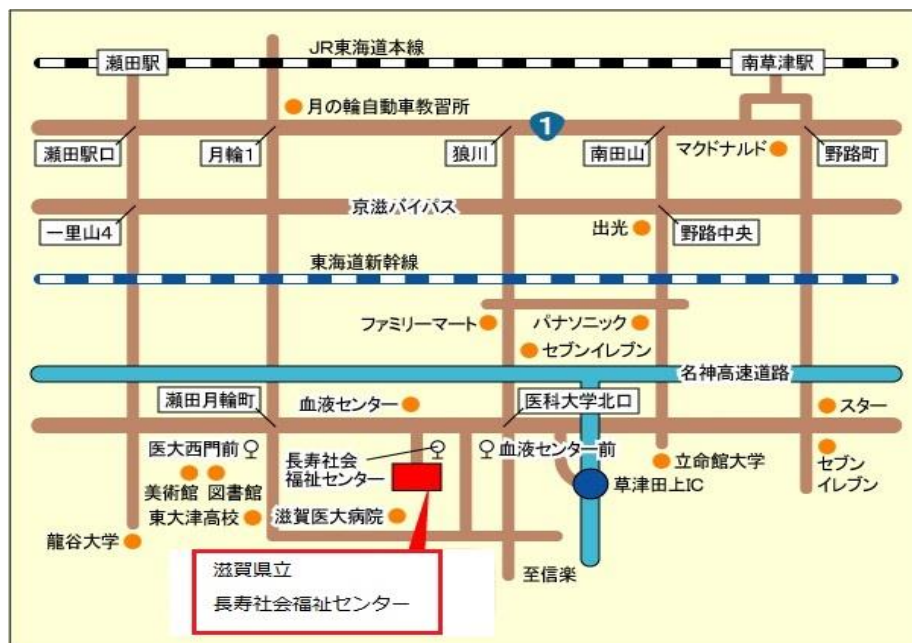 JR東海道本線
瀬田駅
南草津駅
月の輪自動車教習所
1
瀬田駅口
月輪1
狼川
南田山
マクドナルド
野路町
京滋バイパス
一里山4
出光
野路中央
東海道新幹線
ファミリーマート
パナソニック
セブンイレブン
名神高速道路
瀬田月輪町
血液センター
医科大学北口
スター
医大西門前
長寿社会
福祉センター
血液センター前
立命館大学
セブン
イレブン
美術館
図書館
草津田上IC
東大津高校
滋賀医大病院
龍谷大学
至信楽
滋賀県立
長寿社会福祉センター